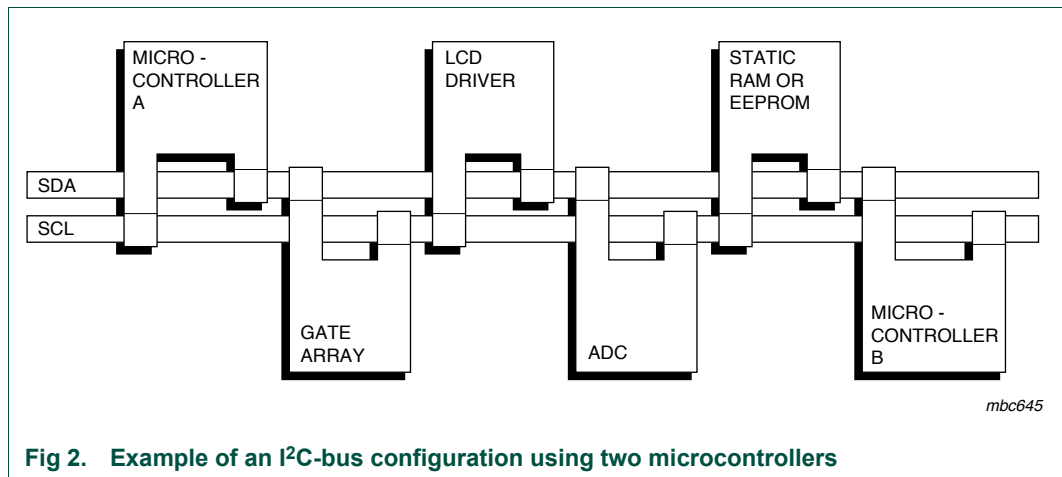 MICRO -
CONTROLLER
A
LCD
DRIVER
STATIC
RAM OR
EEPROM
SDA
SCL
GATE
ARRAY
ADC
MICRO -
CONTROLLER
B
mbc645
Fig 2. Example of an I²C-bus configuration using two microcontrollers